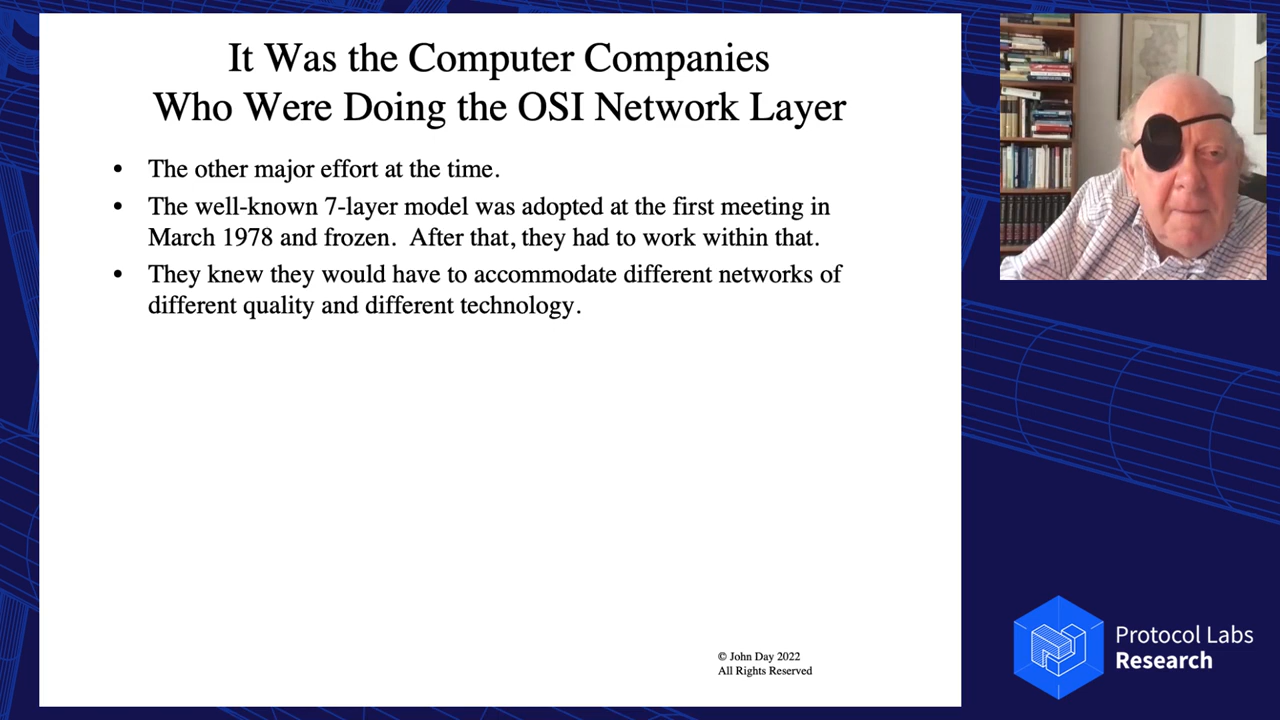 It Was the Computer Companies
Who Were Doing the OSI Network Layer
• The other major effort at the time.
• The well-known 7-layer model was adopted at the first meeting in
March 1978 and frozen. After that, they had to work within that.
• They knew they would have to accommodate different networks of
different quality and different technology.
© John Day 2022
All Rights Reserved
Protocol Labs
Research